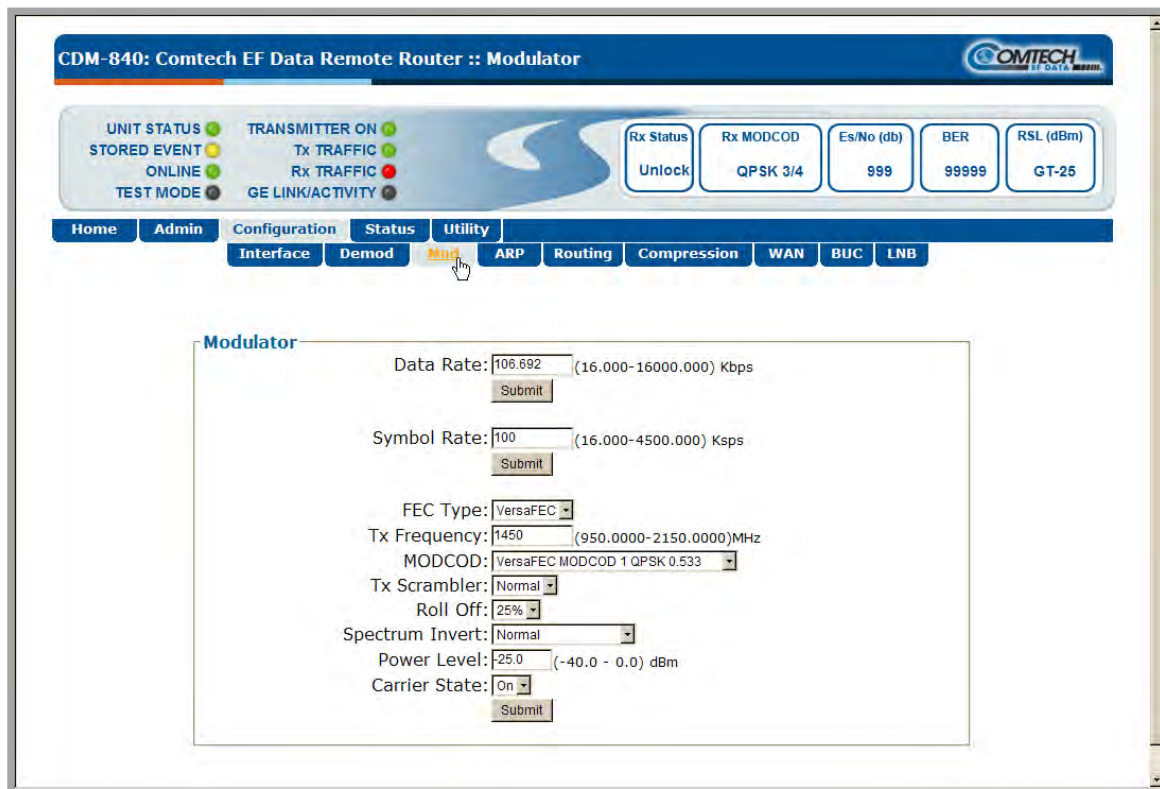 CDM-840: Comtech EF Data Remote Router :: Modulator
COMTECH
EF DATA
UNIT STATUS TRANSMITTER ON
STORED EVENT Tx TRAFFIC
ONLINE Rx TRAFFIC
TEST MODE GE LINK/ACTIVITY
Rx Status Rx MODCOD Es/No (db) BER RSL (dBm)
Unlock QPSK 3/4 999 99999 GT-25
Home Admin Configuration Status Utility
Interface Demod Mod ARP Routing Compression WAN BUC LNB
Modulator
Data Rate: 106.692 (16.000-16000.000) Kbps
Submit
Symbol Rate: 100 (16.000-4500.000) Ksps
Submit
FEC Type: VersaFEC
Tx Frequency: 1450 (950.0000-2150.0000)MHz
MODCOD: VersaFEC MODCOD 1 QPSK 0.533
Tx Scrambler: Normal
Roll Off: 25%
Spectrum Invert: Normal
Power Level: -25.0 (-40.0 - 0.0) dBm
Carrier State: On
Submit